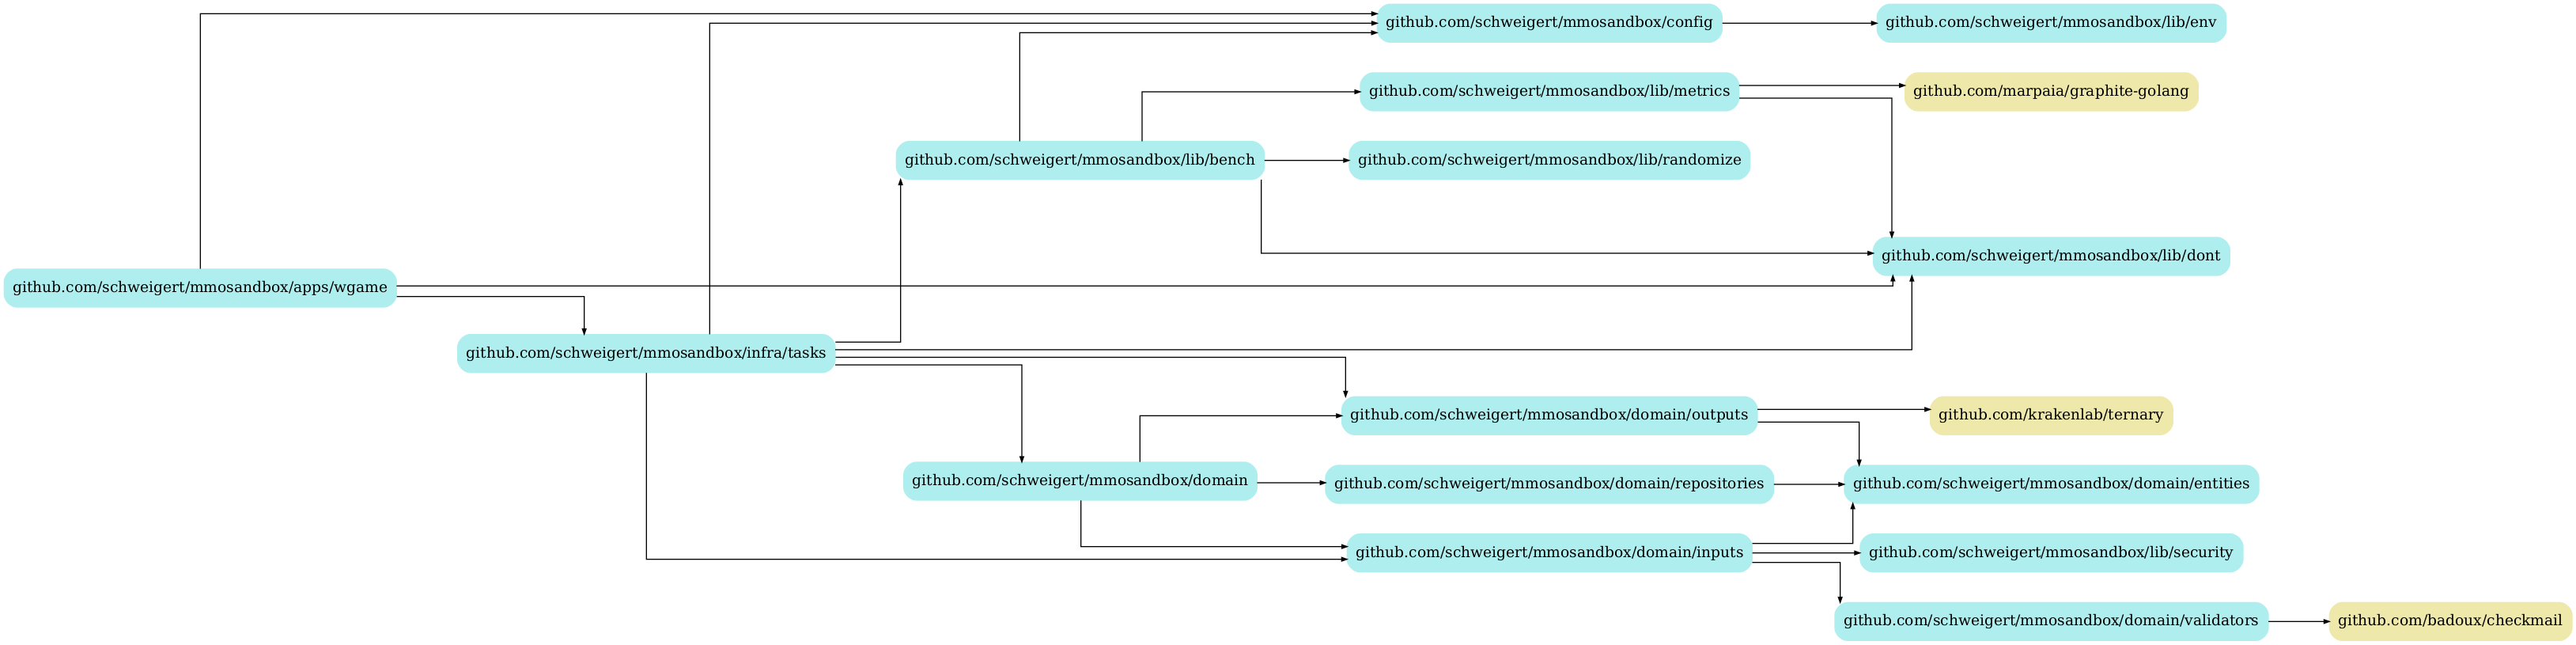 github.com/schweigert/mmosandbox/config
github.com/schweigert/mmosandbox/lib/env
github.com/schweigert/mmosandbox/lib/metrics
github.com/marpaia/graphite-golang
github.com/schweigert/mmosandbox/lib/bench
github.com/schweigert/mmosandbox/lib/randomize
github.com/schweigert/mmosandbox/lib/dont
github.com/schweigert/mmosandbox/apps/wgame
github.com/schweigert/mmosandbox/infra/tasks
github.com/schweigert/mmosandbox/domain/outputs
github.com/krakenlab/ternary
github.com/schweigert/mmosandbox/domain
github.com/schweigert/mmosandbox/domain/repositories
github.com/schweigert/mmosandbox/domain/entities
github.com/schweigert/mmosandbox/domain/inputs
github.com/schweigert/mmosandbox/lib/security
github.com/schweigert/mmosandbox/domain/validators
github.com/badoux/checkmail